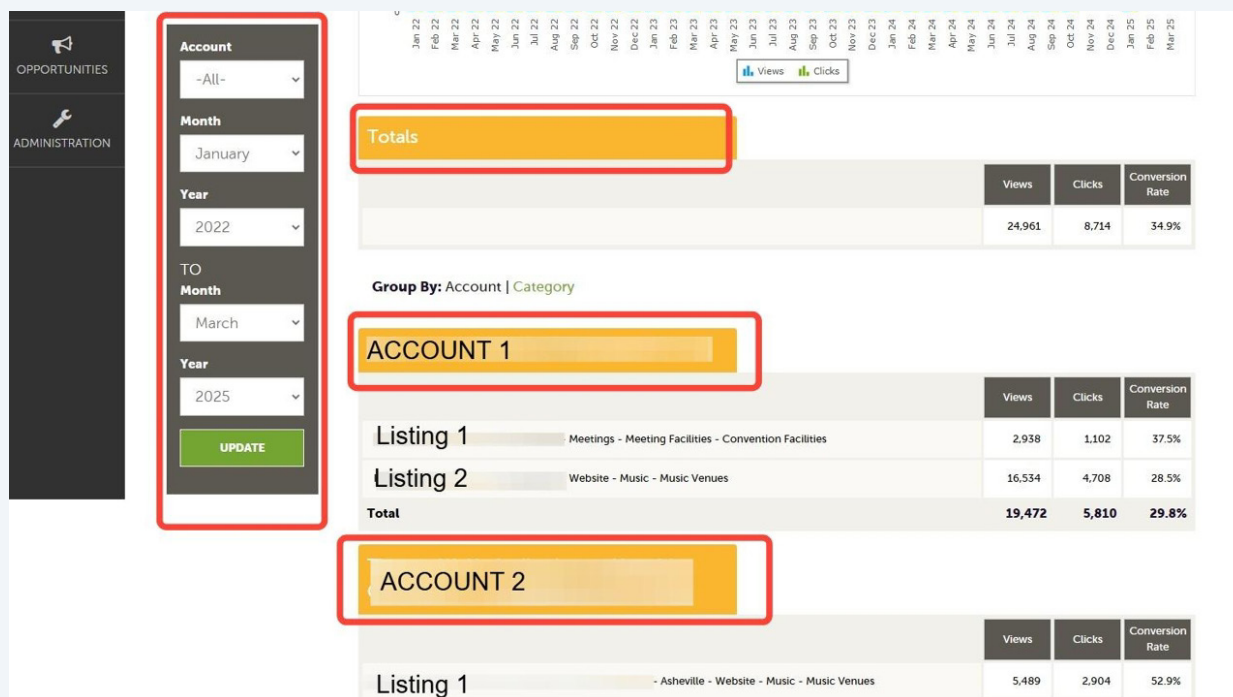 OPPORTUNITIES
ADMINISTRATION
Account
-All-
Month
January
Year
2022
TO
Month
March
Year
2025
UPDATE
0
Jan 22
Feb 22
Mar 22
Apr 22
May 22
Jun 22
Jul 22
Aug 22
Sep 22
Oct 22
Nov 22
Dec 22
Jan 23
Feb 23
Mar 23
Apr 23
May 23
Jun 23
Jul 23
Aug 23
Sep 23
Oct 23
Nov 23
Dec 23
Jan 24
Feb 24
Mar 24
Apr 24
May 24
Jun 24
Jul 24
Aug 24
Sep 24
Oct 24
Nov 24
Dec 24
Jan 25
Feb 25
Mar 25
Views Clicks
Totals
Views Clicks Conversion Rate
24,961 8,714 34.9%
Group By: Account | Category
ACCOUNT 1
Views Clicks Conversion Rate
Listing 1 - Meetings - Meeting Facilities - Convention Facilities 2,938 1,102 37.5%
Listing 2 Website - Music - Music Venues 16,534 4,708 28.5%
Total 19,472 5,810 29.8%
ACCOUNT 2
Views Clicks Conversion Rate
Listing 1 - Asheville - Website - Music - Music Venues 5,489 2,904 52.9%